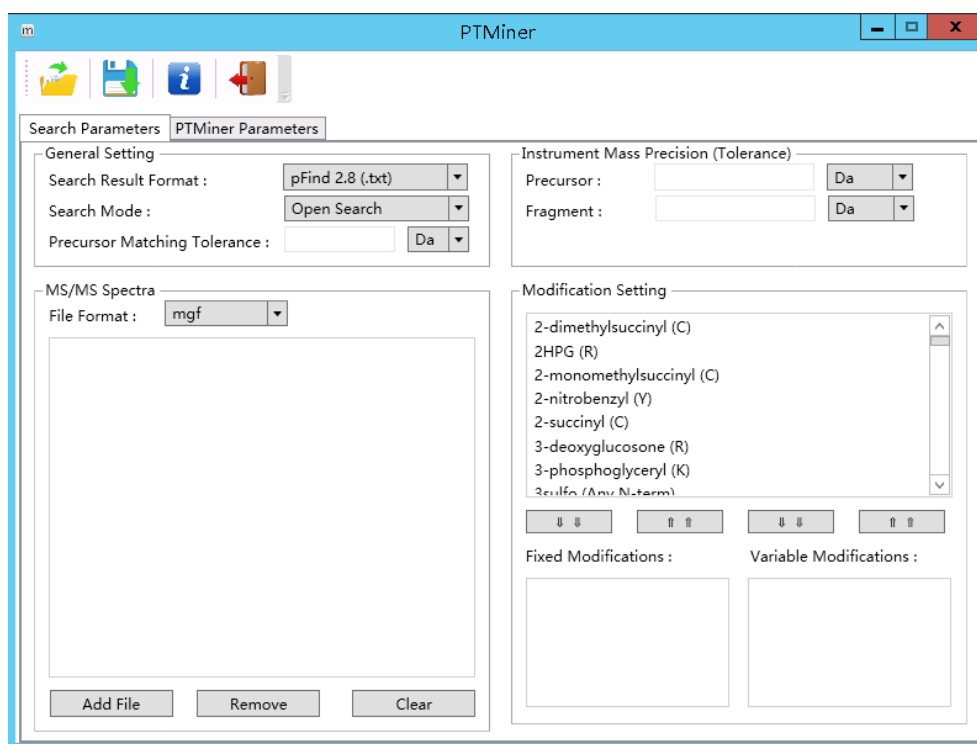 PTMiner
Search Parameters
PTMiner Parameters
General Setting
Search Result Format :
pFind 2.8 (.txt)
Search Mode :
Open Search
Precursor Matching Tolerance :
Da
Instrument Mass Precision (Tolerance)
Precursor :
Da
Fragment :
Da
MS/MS Spectra
File Format :
mgf
Add File
Remove
Clear
Modification Setting
2-dimethylsuccinyl (C)
2HPG (R)
2-monomethylsuccinyl (C)
2-nitrobenzyl (Y)
2-succinyl (C)
3-deoxyglucosone (R)
3-phosphoglyceryl (K)
3sulfo (Any N-term)
⇓ ⇓
⇑ ⇑
⇓ ⇓
⇑ ⇑
Fixed Modifications :
Variable Modifications :